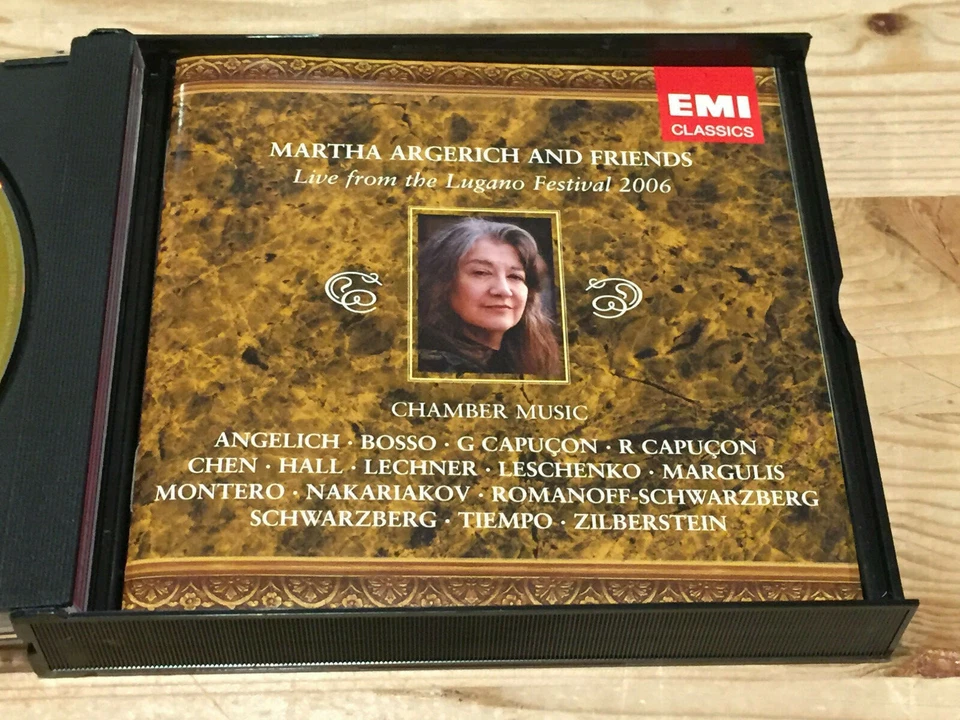 EMI
CLASSICS
MARTHA ARGERICH AND FRIENDS
Live from the Lugano Festival 2006
CHAMBER MUSIC
ANGELICH · BOSSO · G CAPUÇON · R CAPUÇON
CHEN · HALL · LECHNER · LESCHENKO · MARGULIS
MONTERO · NAKARIAKOV · ROMANOFF-SCHWARZBERG
SCHWARZBERG · TIEMPO · ZILBERSTEIN